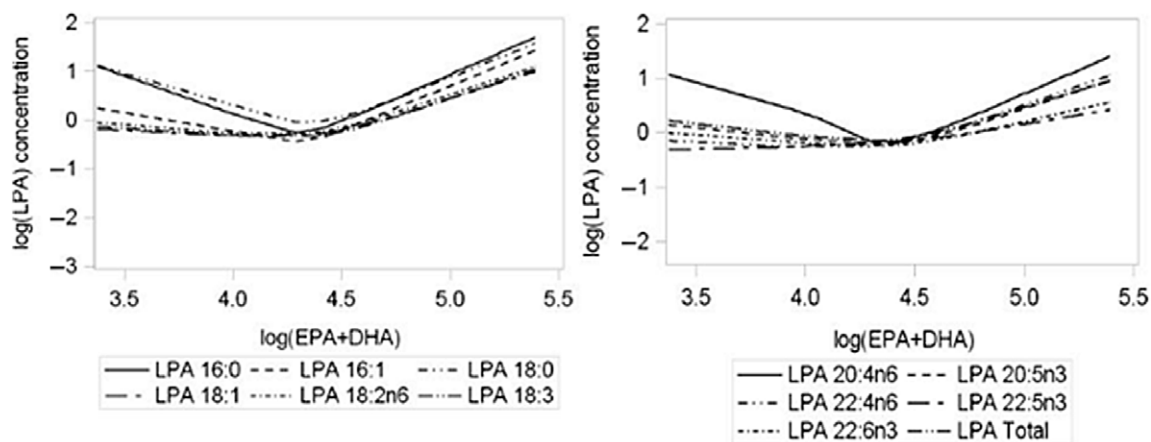 2
1
0
−1
−2
−3
log(LPA) concentration
3.5 4.0 4.5 5.0 5.5
log(EPA+DHA)
LPA 16:0 LPA 16:1 LPA 18:0
LPA 18:1 LPA 18:2n6 LPA 18:3
2
1
0
−1
−2
log(LPA) concentration
3.5 4.0 4.5 5.0 5.5
log(EPA+DHA)
LPA 20:4n6 LPA 20:5n3
LPA 22:4n6 LPA 22:5n3
LPA 22:6n3 LPA Total